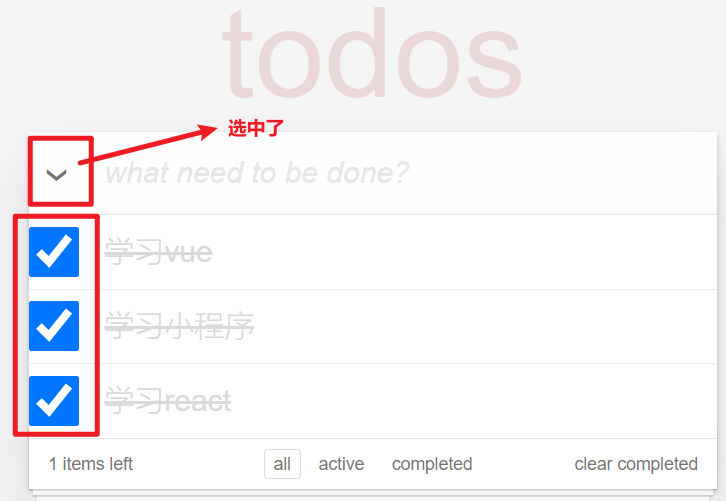 todos
选中了
what need to be done?
学习vue
学习小程序
学习react
1 items left all active completed clear completed